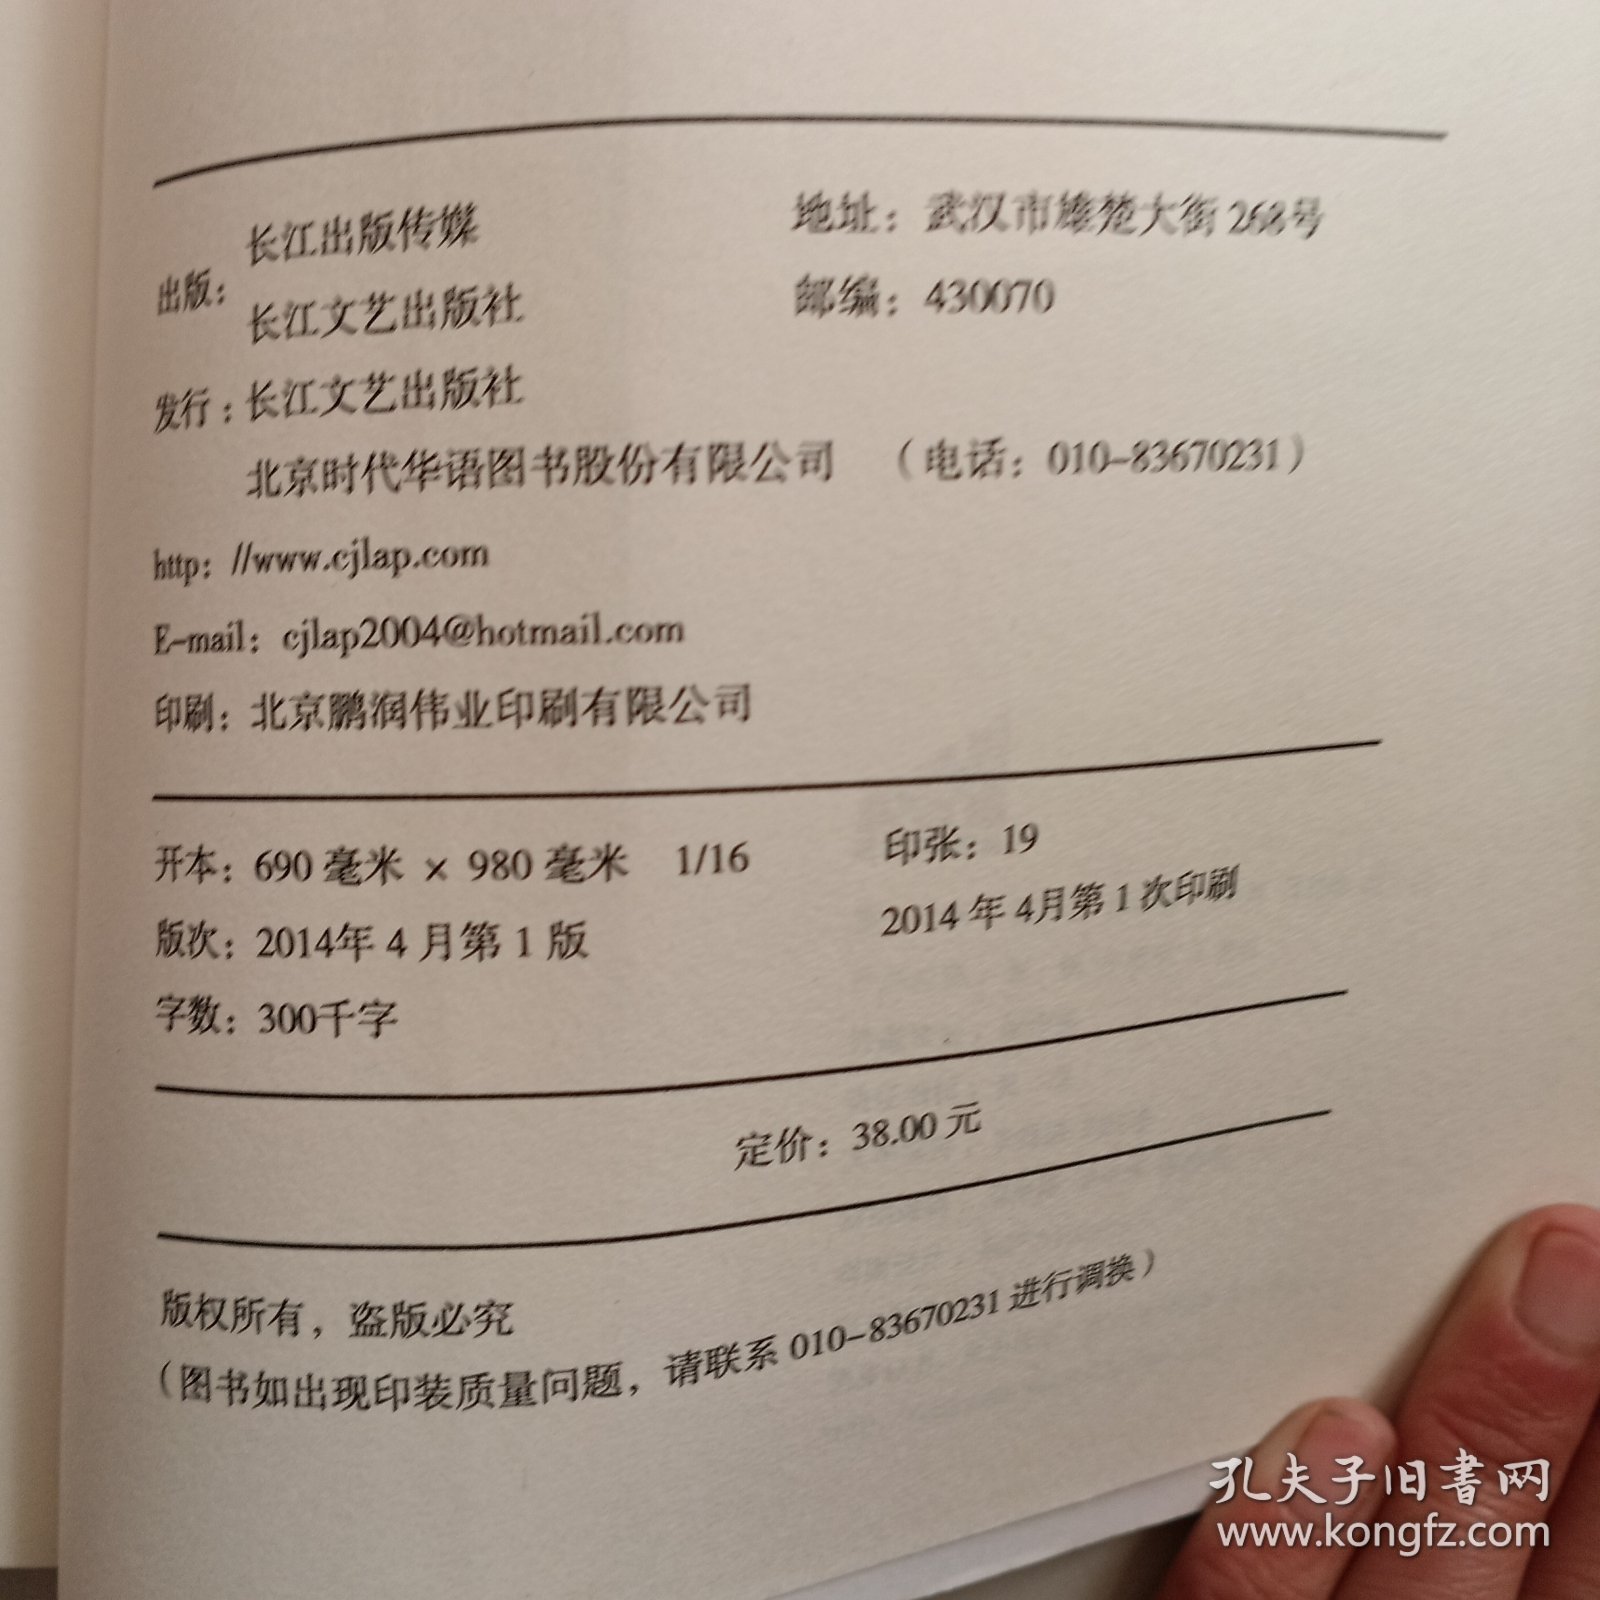 长江出版传媒 地址：武汉市雄楚大街268号
出版：
长江文艺出版社 邮编：430070
发行：长江文艺出版社
北京时代华语图书股份有限公司 （电话：010-83670231）
http：//www.cjlap.com
E-mail：cjlap2004@hotmail.com
印刷：北京鹏润伟业印刷有限公司
开本：690毫米 × 980毫米 1/16 印张：19
版次：2014年4月第1版 2014年4月第1次印刷
字数：300千字
定价：38.00元
版权所有，盗版必究
（图书如出现印装质量问题，请联系010-83670231进行调换）
孔夫子旧书网
www.kongfz.com